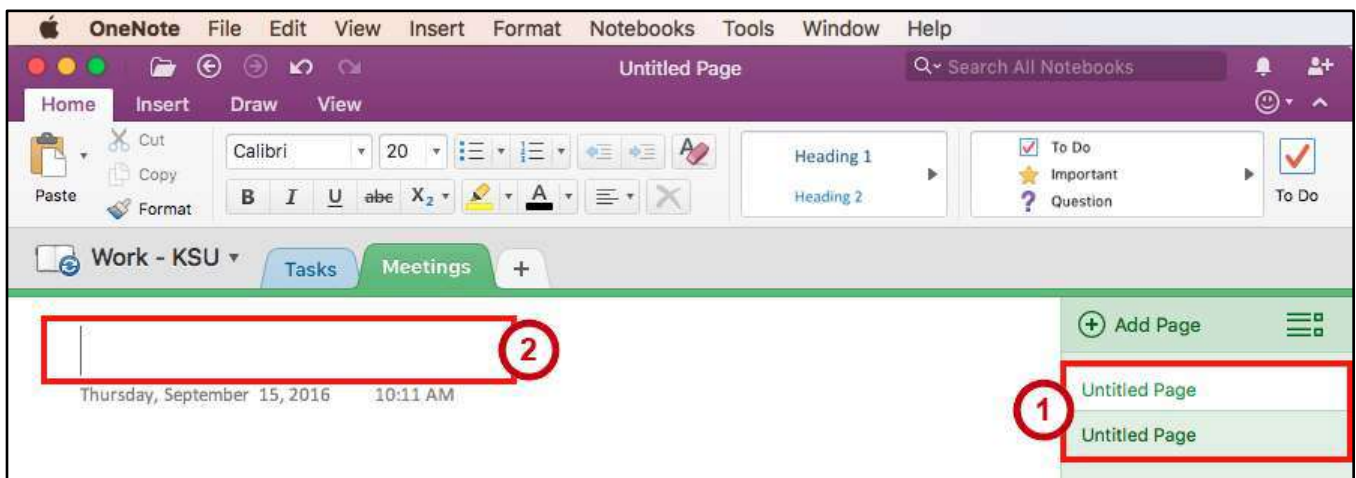 OneNote File Edit View Insert Format Notebooks Tools Window Help
Untitled Page
Search All Notebooks
Home Insert Draw View
Paste
Cut
Copy
Format
Calibri 20
B I U abc X2 A
Heading 1
Heading 2
To Do
Important
Question
To Do
Work - KSU Tasks Meetings +
2
Thursday, September 15, 2016 10:11 AM
Add Page
1
Untitled Page
Untitled Page